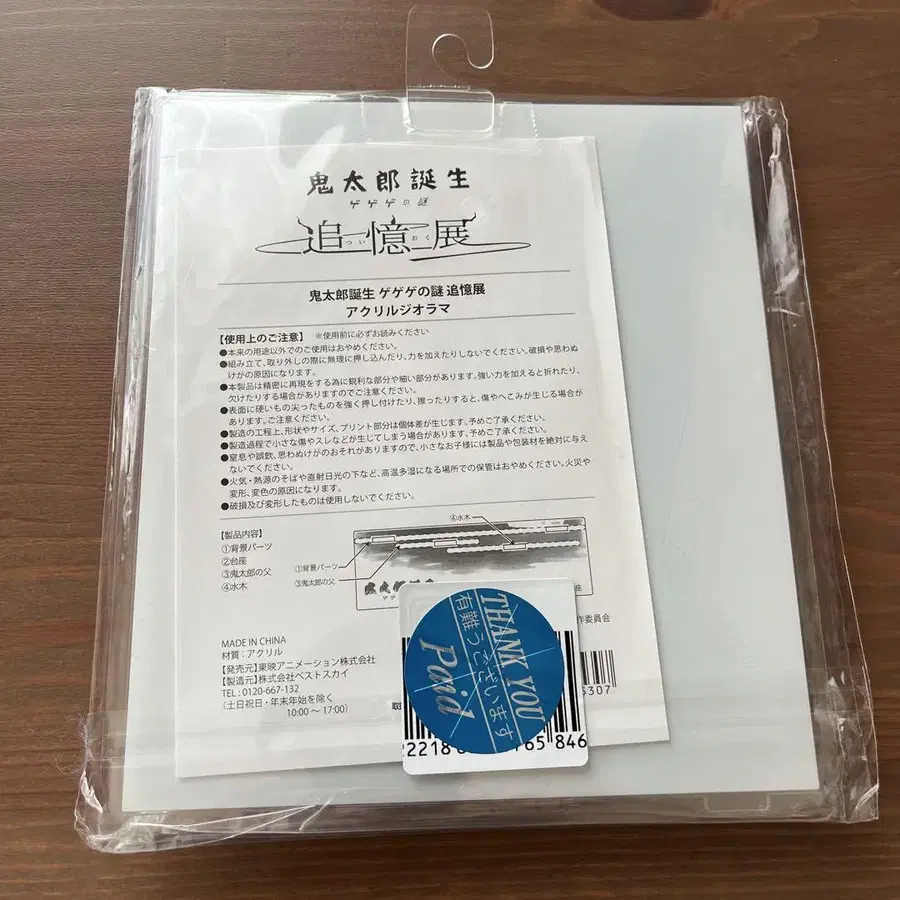 鬼太郎誕生
ゲゲゲの謎
追憶展
つい おく
鬼太郎誕生 ゲゲゲの謎 追憶展
アクリルジオラマ
【使用上のご注意】 ※使用前に必ずお読みください
●本来の用途以外でのご使用はおやめください。
●組み立て、取り外しの際に無理に押し込んだり、力を加えたりしないでください。破損や思わぬ
けがの原因になります。
●本製品は精密に再現をする為に鋭利な部分や細い部分があります。強い力を加えると折れたり、
欠けたりする場合がありますのでご注意ください。
●表面に硬いもの尖ったものを強く押し付けたり、擦ったりすると、傷やへこみが生じる場合が
あります。ご注意ください。
●製造の工程上、形状やサイズ、プリント部分は個体差が生じます。予めご了承ください。
●製造過程で小さな傷やスレなどが生じてしまう場合があります。予めご了承ください。
●窒息や誤飲、思わぬけがのおそれがありますので、小さなお子様には製品や包装材を絶対に与え
ないでください。
●火気・熱源のそばや直射日光の下など、高温多湿になる場所での保管はおやめください。火災や
変形、変色の原因になります。
●破損及び変形したものは使用しないでください。
【製品内容】
①背景パーツ
②台座
③鬼太郎の父
④水木
④水木
①背景パーツ
③鬼太郎の父
座
作委員会
MADE IN CHINA
材質:アクリル
【発売元】東映アニメーション株式会社
【製造元】株式会社ベストスカイ
TEL:0120-667-132
(土日祝日・年末年始を除く
10:00～17:00)
取
5307
THANK YOU
有難うございます
Paid
22218
765 846